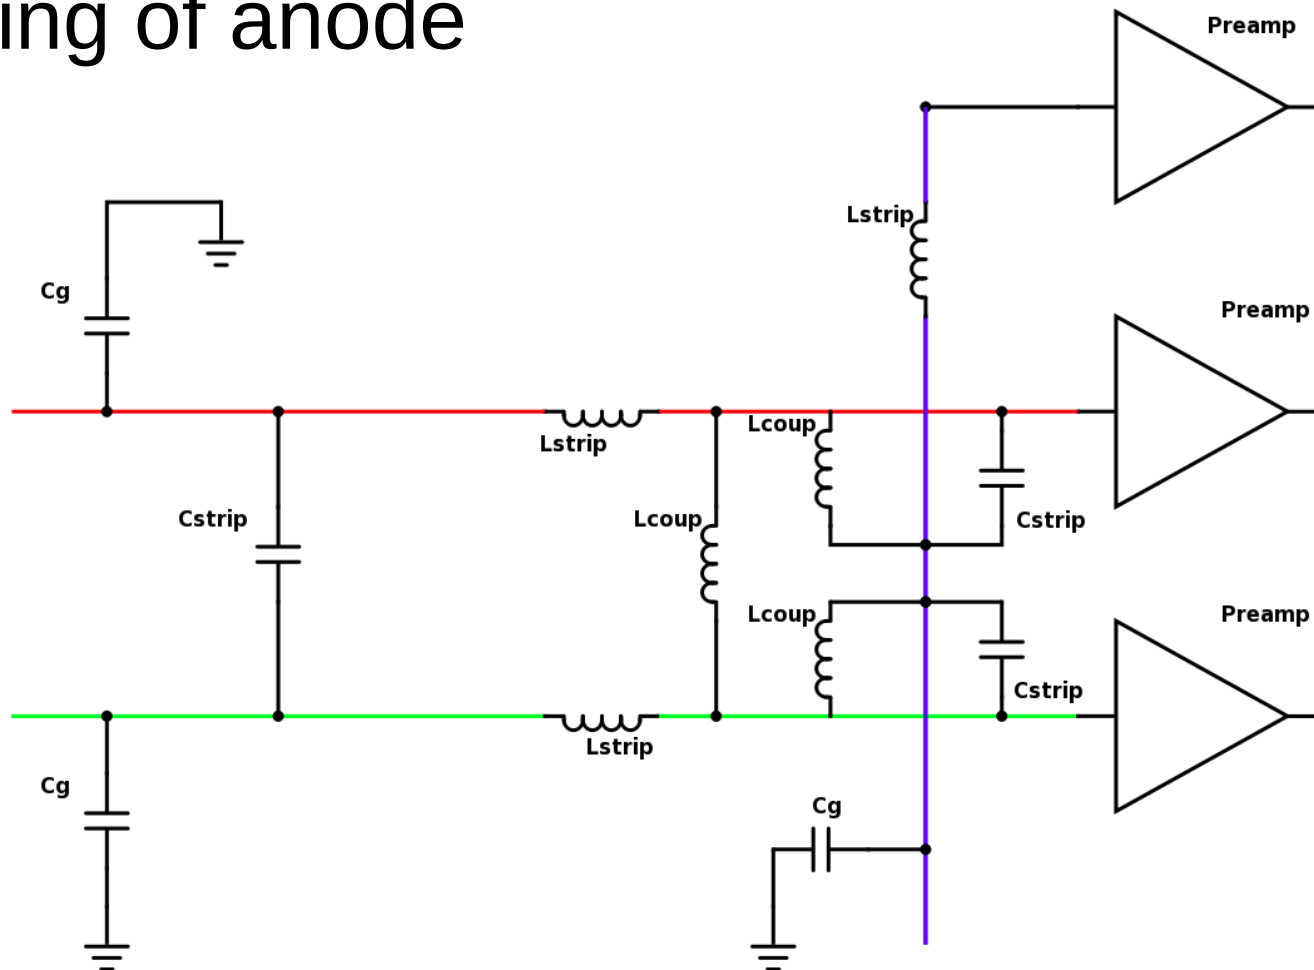 ing of anode
Preamp
Lstrip
Cg
Preamp
Lcoup
Lstrip
Cstrip
Lcoup
Cstrip
Lcoup
Preamp
Cstrip
Lstrip
Cg
Cg